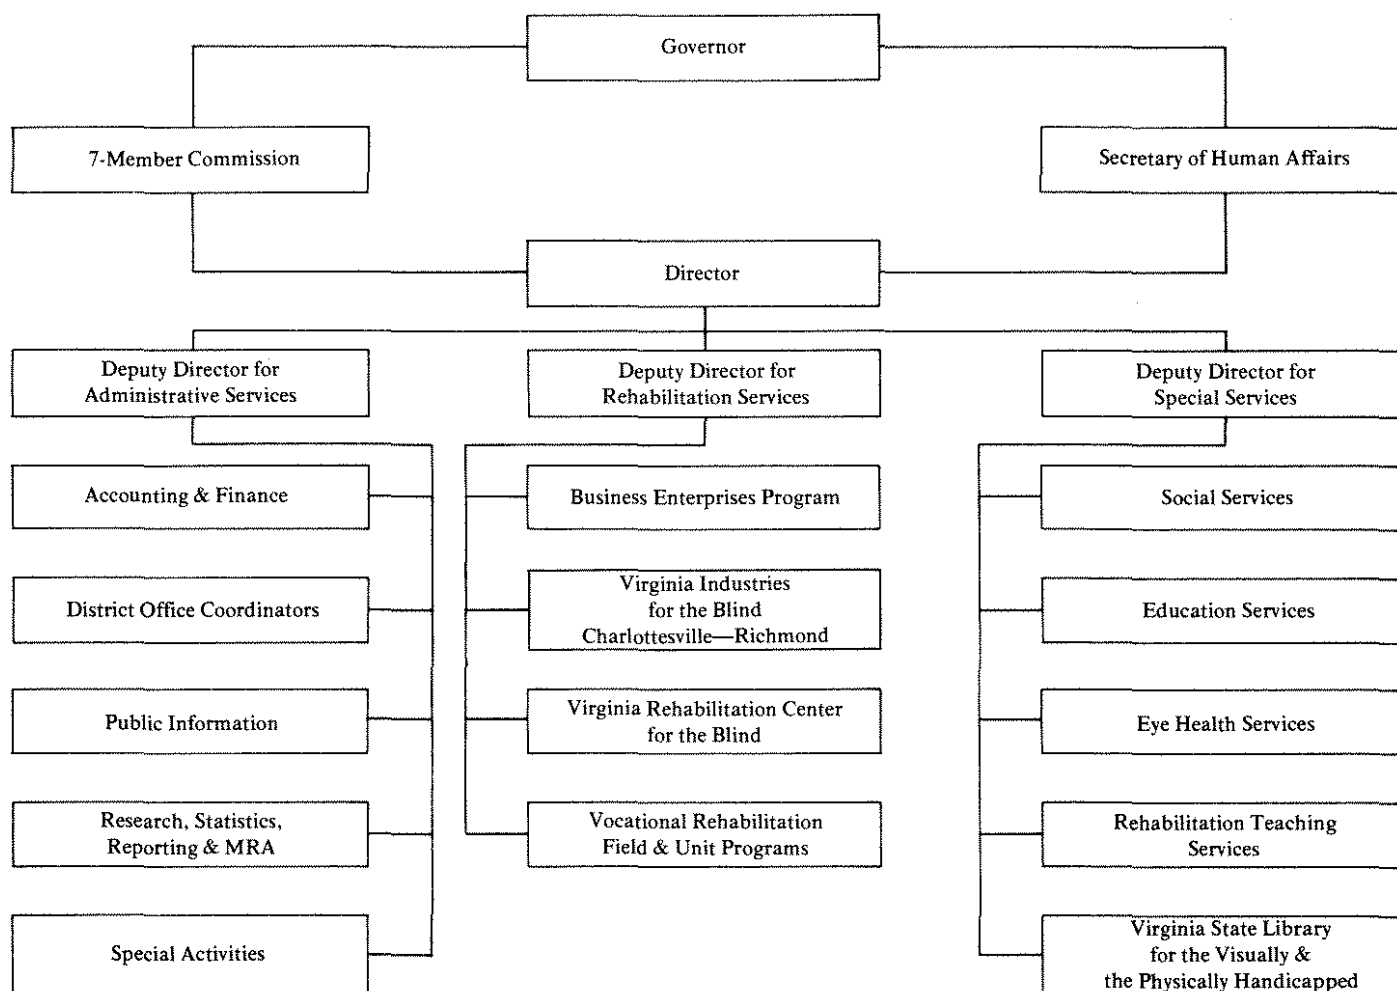 Governor
7-Member Commission
Secretary of Human Affairs
Director
Deputy Director for
Administrative Services
Deputy Director for
Rehabilitation Services
Deputy Director for
Special Services
Accounting & Finance
Business Enterprises Program
Social Services
District Office Coordinators
Virginia Industries
for the Blind
Charlottesville—Richmond
Education Services
Public Information
Virginia Rehabilitation Center
for the Blind
Eye Health Services
Research, Statistics,
Reporting & MRA
Vocational Rehabilitation
Field & Unit Programs
Rehabilitation Teaching
Services
Special Activities
Virginia State Library
for the Visually &
the Physically Handicapped